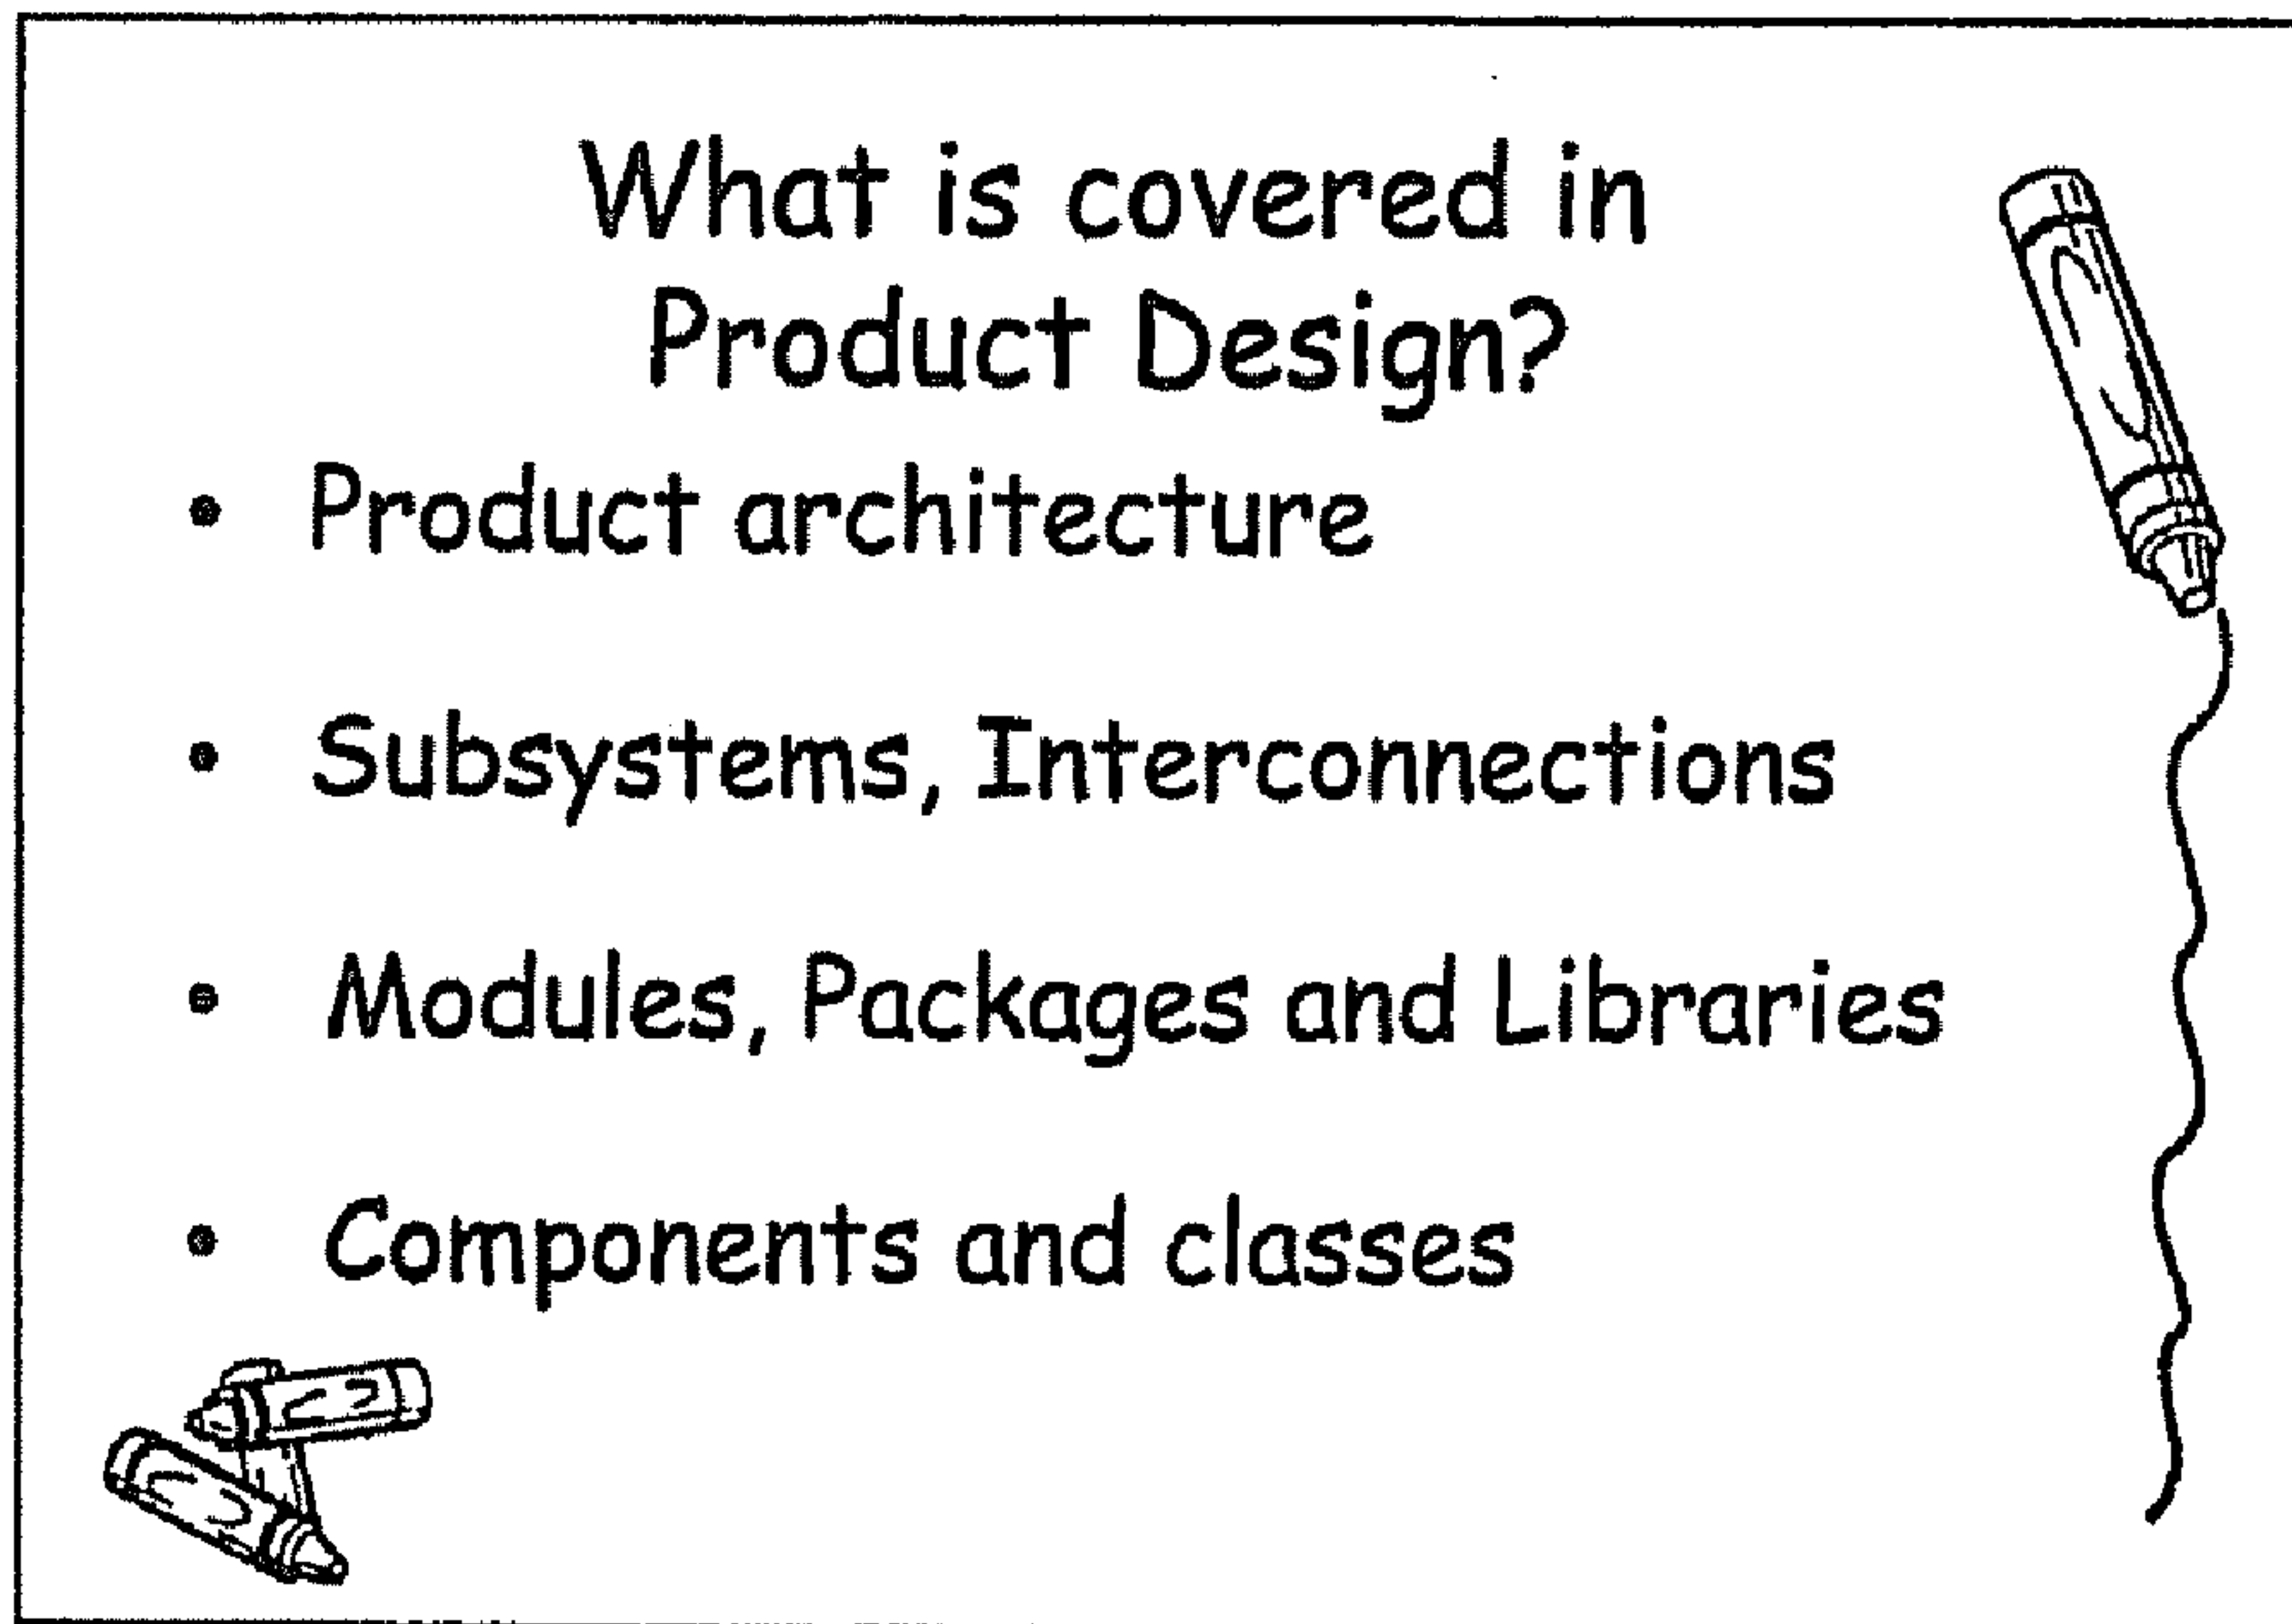 What is covered in
Product Design?
• Product architecture
• Subsystems, Interconnections
• Modules, Packages and Libraries
• Components and classes